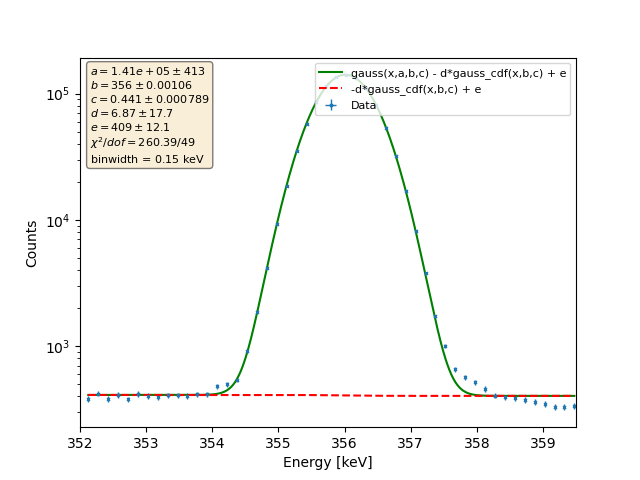 a = 1.41e + 05 ± 413
b = 356 ± 0.00106
c = 0.441 ± 0.000789
d = 6.87 ± 17.7
e = 409 ± 12.1
χ²/dof = 260.39/49
binwidth = 0.15 keV
gauss(x,a,b,c) - d*gauss_cdf(x,b,c) + e
-d*gauss_cdf(x,b,c) + e
Data
10⁵
10⁴
10³
Counts
352 353 354 355 356 357 358 359
Energy [keV]